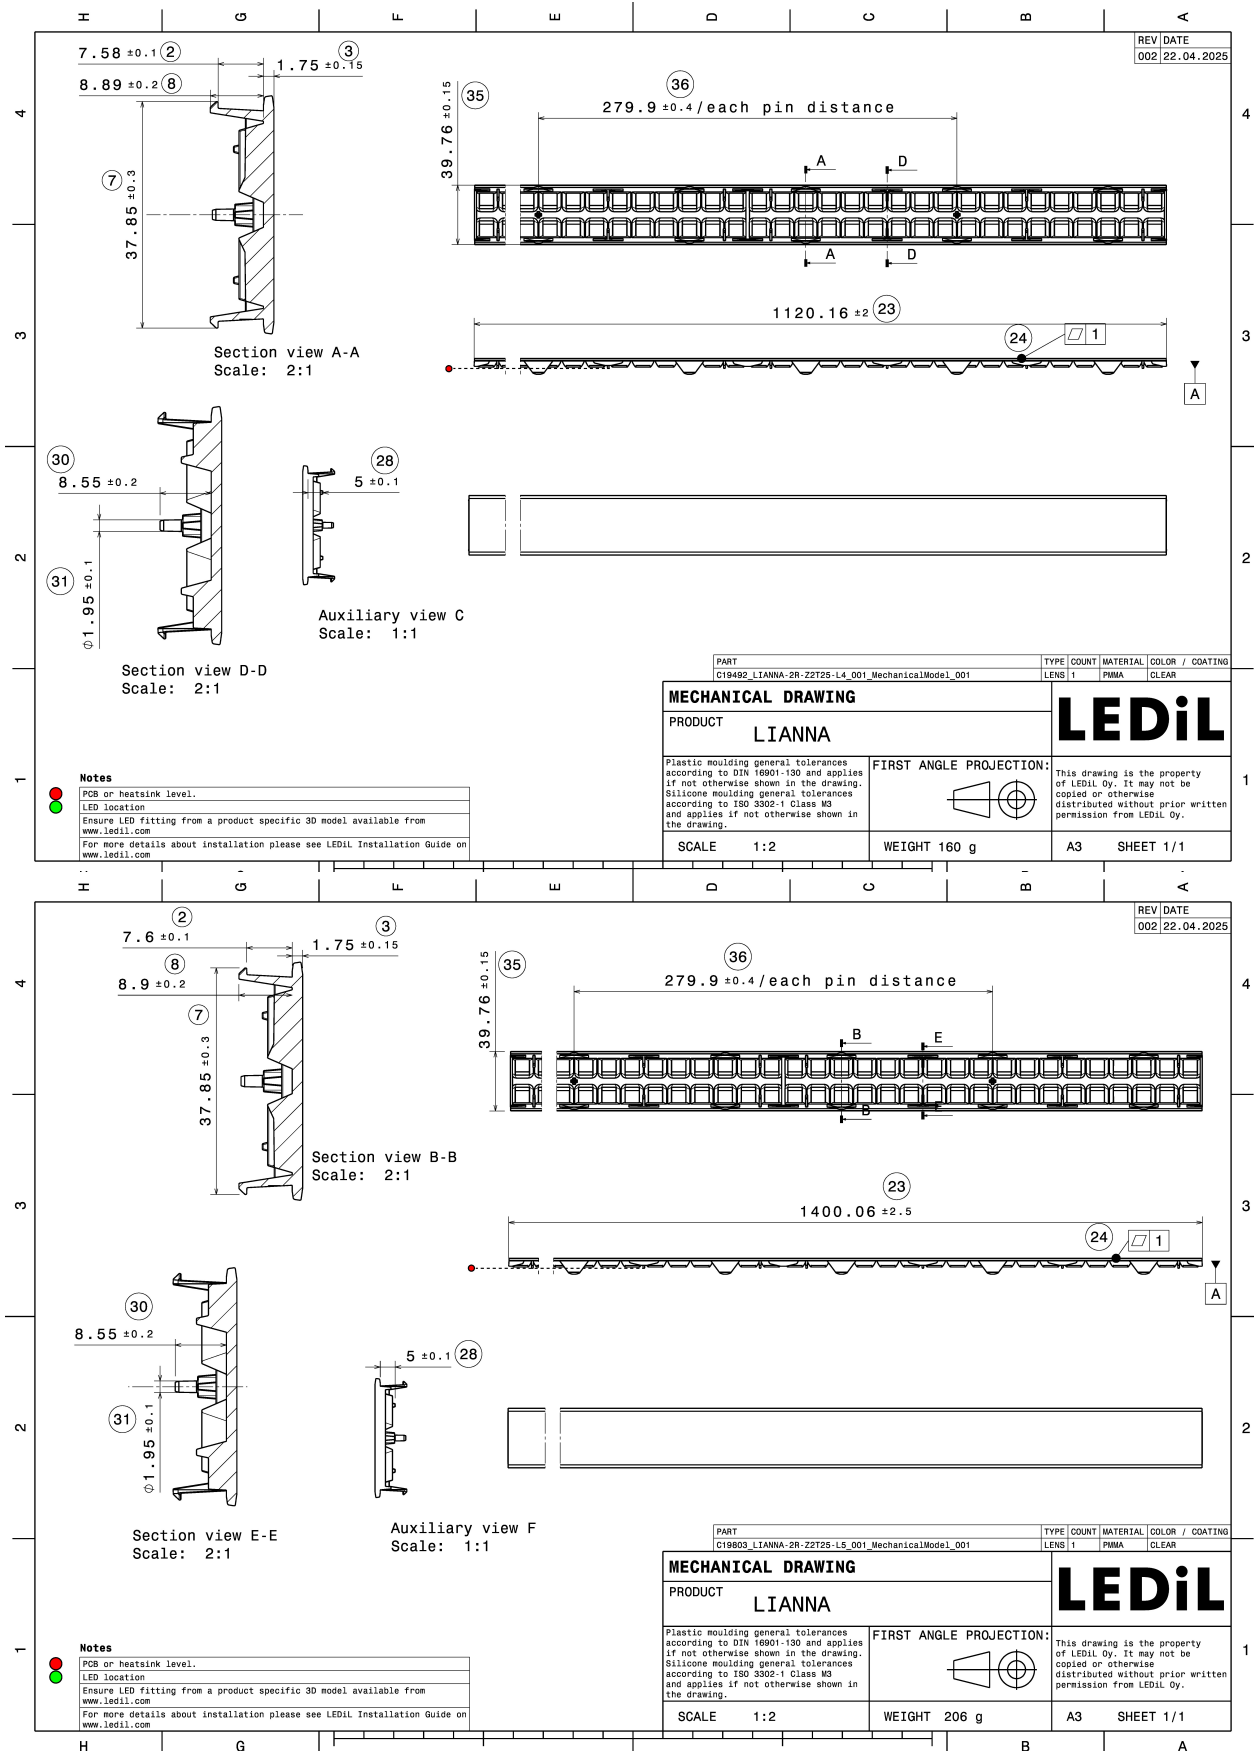 H G F E D C B A
REV DATE
002 22.04.2025
7.58 ±0.1 2
3
1.75 ±0.15
8.89 ±0.2 8
7
37.85 ±0.3
Section view A-A
Scale: 2:1
35
39.76 ±0.15
36
279.9 ±0.4/each pin distance
A D
A D
1120.16 ±2 23
24
1
A
4 4
3 3
2 2
1 1
30
8.55 ±0.2
31
Φ1.95 ±0.1
Section view D-D
Scale: 2:1
28
5 ±0.1
Auxiliary view C
Scale: 1:1
PART TYPE COUNT MATERIAL COLOR / COATING
C19492_LIANNA-2R-Z2T25-L4_001_MechanicalModel_001 LENS 1 PMMA CLEAR
MECHANICAL DRAWING
LEDiL
PRODUCT
LIANNA
Plastic moulding general tolerances
according to DIN 16901-130 and applies
if not otherwise shown in the drawing.
Silicone moulding general tolerances
according to ISO 3302-1 Class M3
and applies if not otherwise shown in
the drawing.
FIRST ANGLE PROJECTION:
This drawing is the property
of LEDiL Oy. It may not be
copied or otherwise
distributed without prior written
permission from LEDiL Oy.
SCALE 1:2
WEIGHT 160 g
A3 SHEET 1/1
Notes
PCB or heatsink level.
LED location
Ensure LED fitting from a product specific 3D model available from
www.ledil.com
For more details about installation please see LEDiL Installation Guide on
www.ledil.com
H G F E D C B A
REV DATE
002 22.04.2025
2
7.6 ±0.1
3
1.75 ±0.15
8
8.9 ±0.2
7
37.85 ±0.3
Section view B-B
Scale: 2:1
35
39.76 ±0.15
36
279.9 ±0.4/each pin distance
B E
B E
23
1400.06 ±2.5
24
1
A
4 4
3 3
2 2
1 1
30
8.55 ±0.2
31
Φ1.95 ±0.1
Section view E-E
Scale: 2:1
5 ±0.1 28
Auxiliary view F
Scale: 1:1
PART TYPE COUNT MATERIAL COLOR / COATING
C19803_LIANNA-2R-Z2T25-L5_001_MechanicalModel_001 LENS 1 PMMA CLEAR
MECHANICAL DRAWING
LEDiL
PRODUCT
LIANNA
Plastic moulding general tolerances
according to DIN 16901-130 and applies
if not otherwise shown in the drawing.
Silicone moulding general tolerances
according to ISO 3302-1 Class M3
and applies if not otherwise shown in
the drawing.
FIRST ANGLE PROJECTION:
This drawing is the property
of LEDiL Oy. It may not be
copied or otherwise
distributed without prior written
permission from LEDiL Oy.
SCALE 1:2
WEIGHT 206 g
A3 SHEET 1/1
Notes
PCB or heatsink level.
LED location
Ensure LED fitting from a product specific 3D model available from
www.ledil.com
For more details about installation please see LEDiL Installation Guide on
www.ledil.com
H G B A